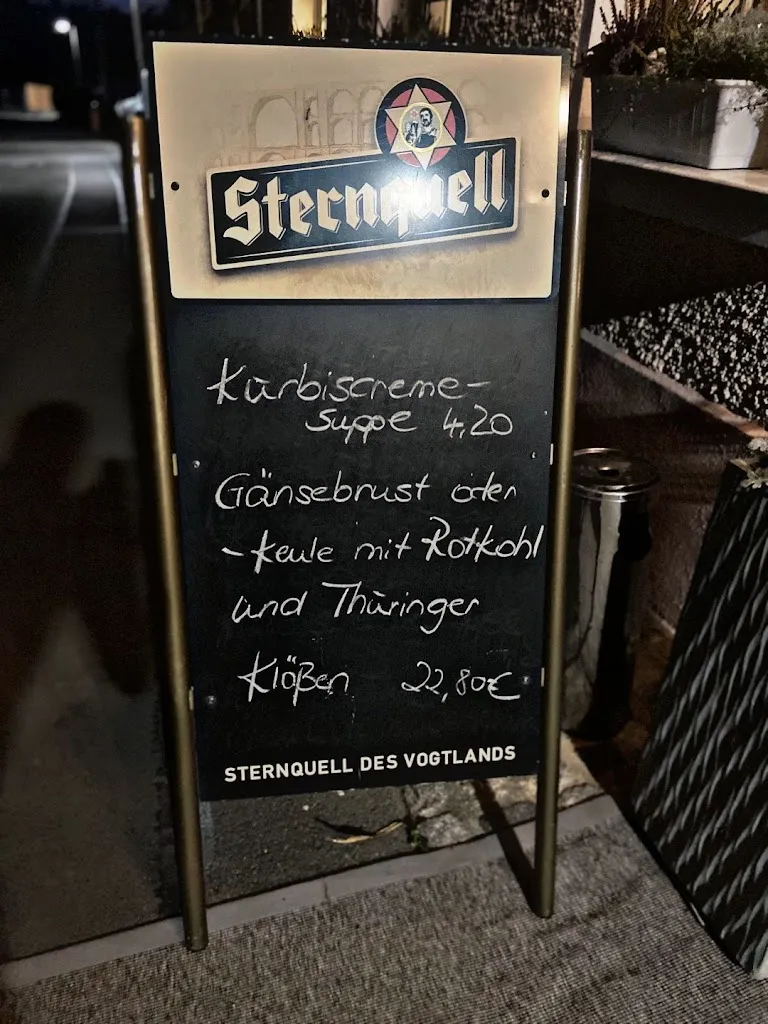 Sternquell
Kürbiscreme-
suppe 4,20
Gänsebrust oder
-keule mit Rotkohl
und Thüringer
Klößen 22,80€
STERNQUELL DES VOGTLANDS